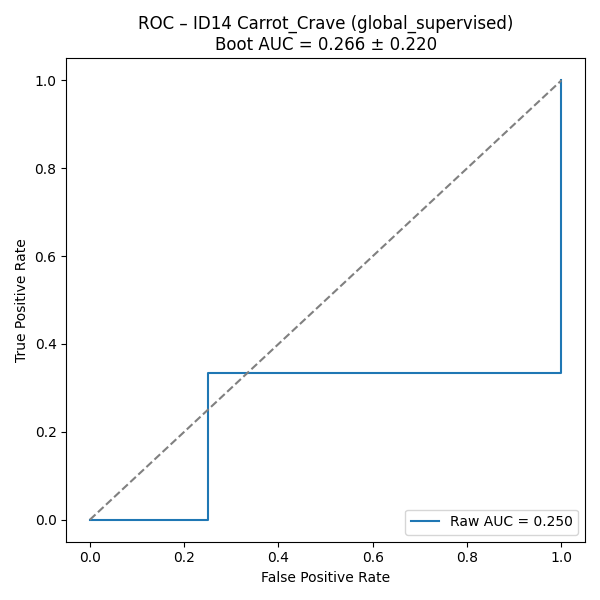 ROC – ID14 Carrot_Crave (global_supervised)
Boot AUC = 0.266 ± 0.220
True Positive Rate
1.0
0.8
0.6
0.4
0.2
0.0
Raw AUC = 0.250
0.0 0.2 0.4 0.6 0.8 1.0
False Positive Rate